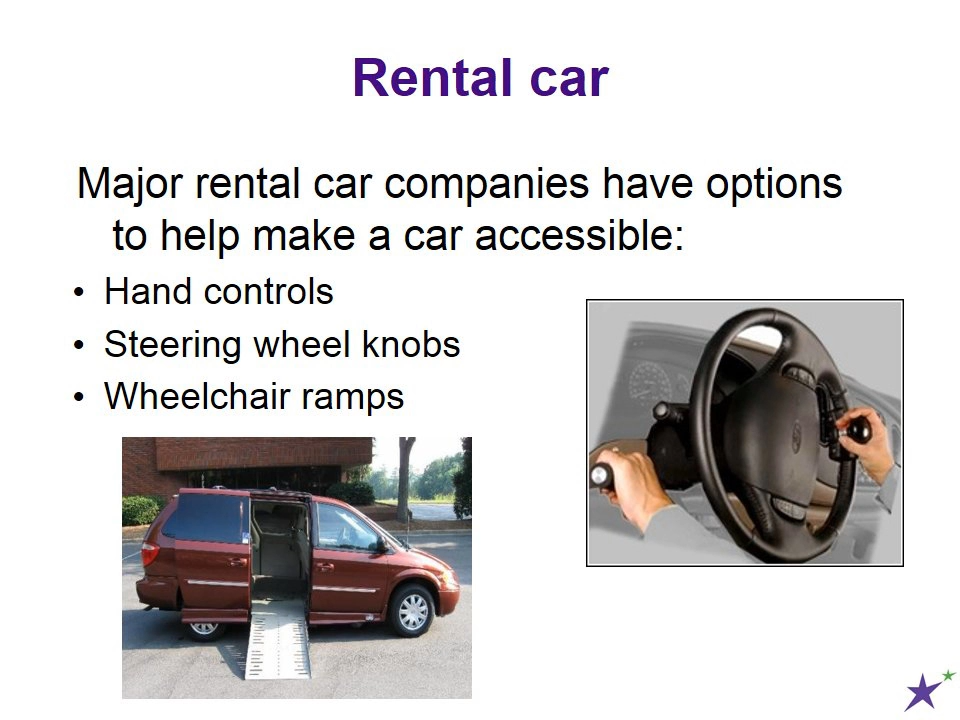 Rental car
Major rental car companies have options
to help make a car accessible:
• Hand controls
• Steering wheel knobs
• Wheelchair ramps